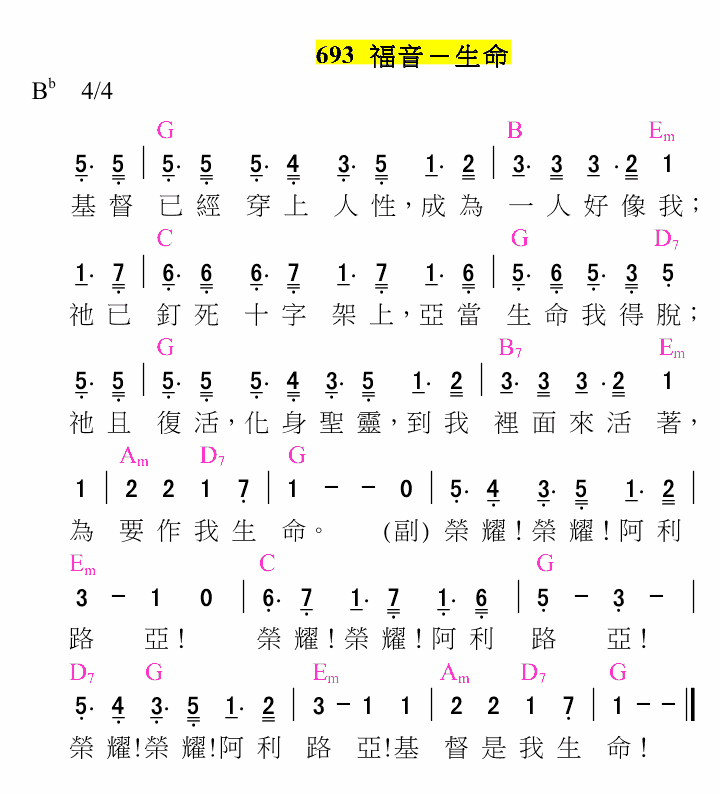 693 福音－生命
Bb 4/4
G B Em
5· 5 | 5· 5 5· 4 3· 5 1· 2 | 3· 3 3 ·2 1
基督 已經 穿上 人性，成為 一人好像我；
C G D7
1· 7 | 6· 6 6· 7 1· 7 1· 6 | 5· 6 5· 3 5
祂已 釘死 十字 架上，亞當 生命我得脫；
G B7 Em
5· 5 | 5· 5 5· 4 3· 5 1· 2 | 3· 3 3 ·2 1
祂且 復活，化身聖靈，到我 裡面來活 著，
Am D7 G
1 | 2 2 1 7 | 1 - - 0 | 5· 4 3· 5 1· 2 |
為 要作我生 命。 (副) 榮耀！榮耀！阿利
Em C G
3 - 1 0 | 6· 7 1· 7 1· 6 | 5 - 3 - |
路 亞！ 榮耀！榮耀！阿利 路 亞！
D7 G Em Am D7 G
5· 4 3· 5 1· 2 | 3 - 1 1 | 2 2 1 7 | 1 - - ||
榮耀!榮耀!阿利 路 亞!基 督是我生 命！